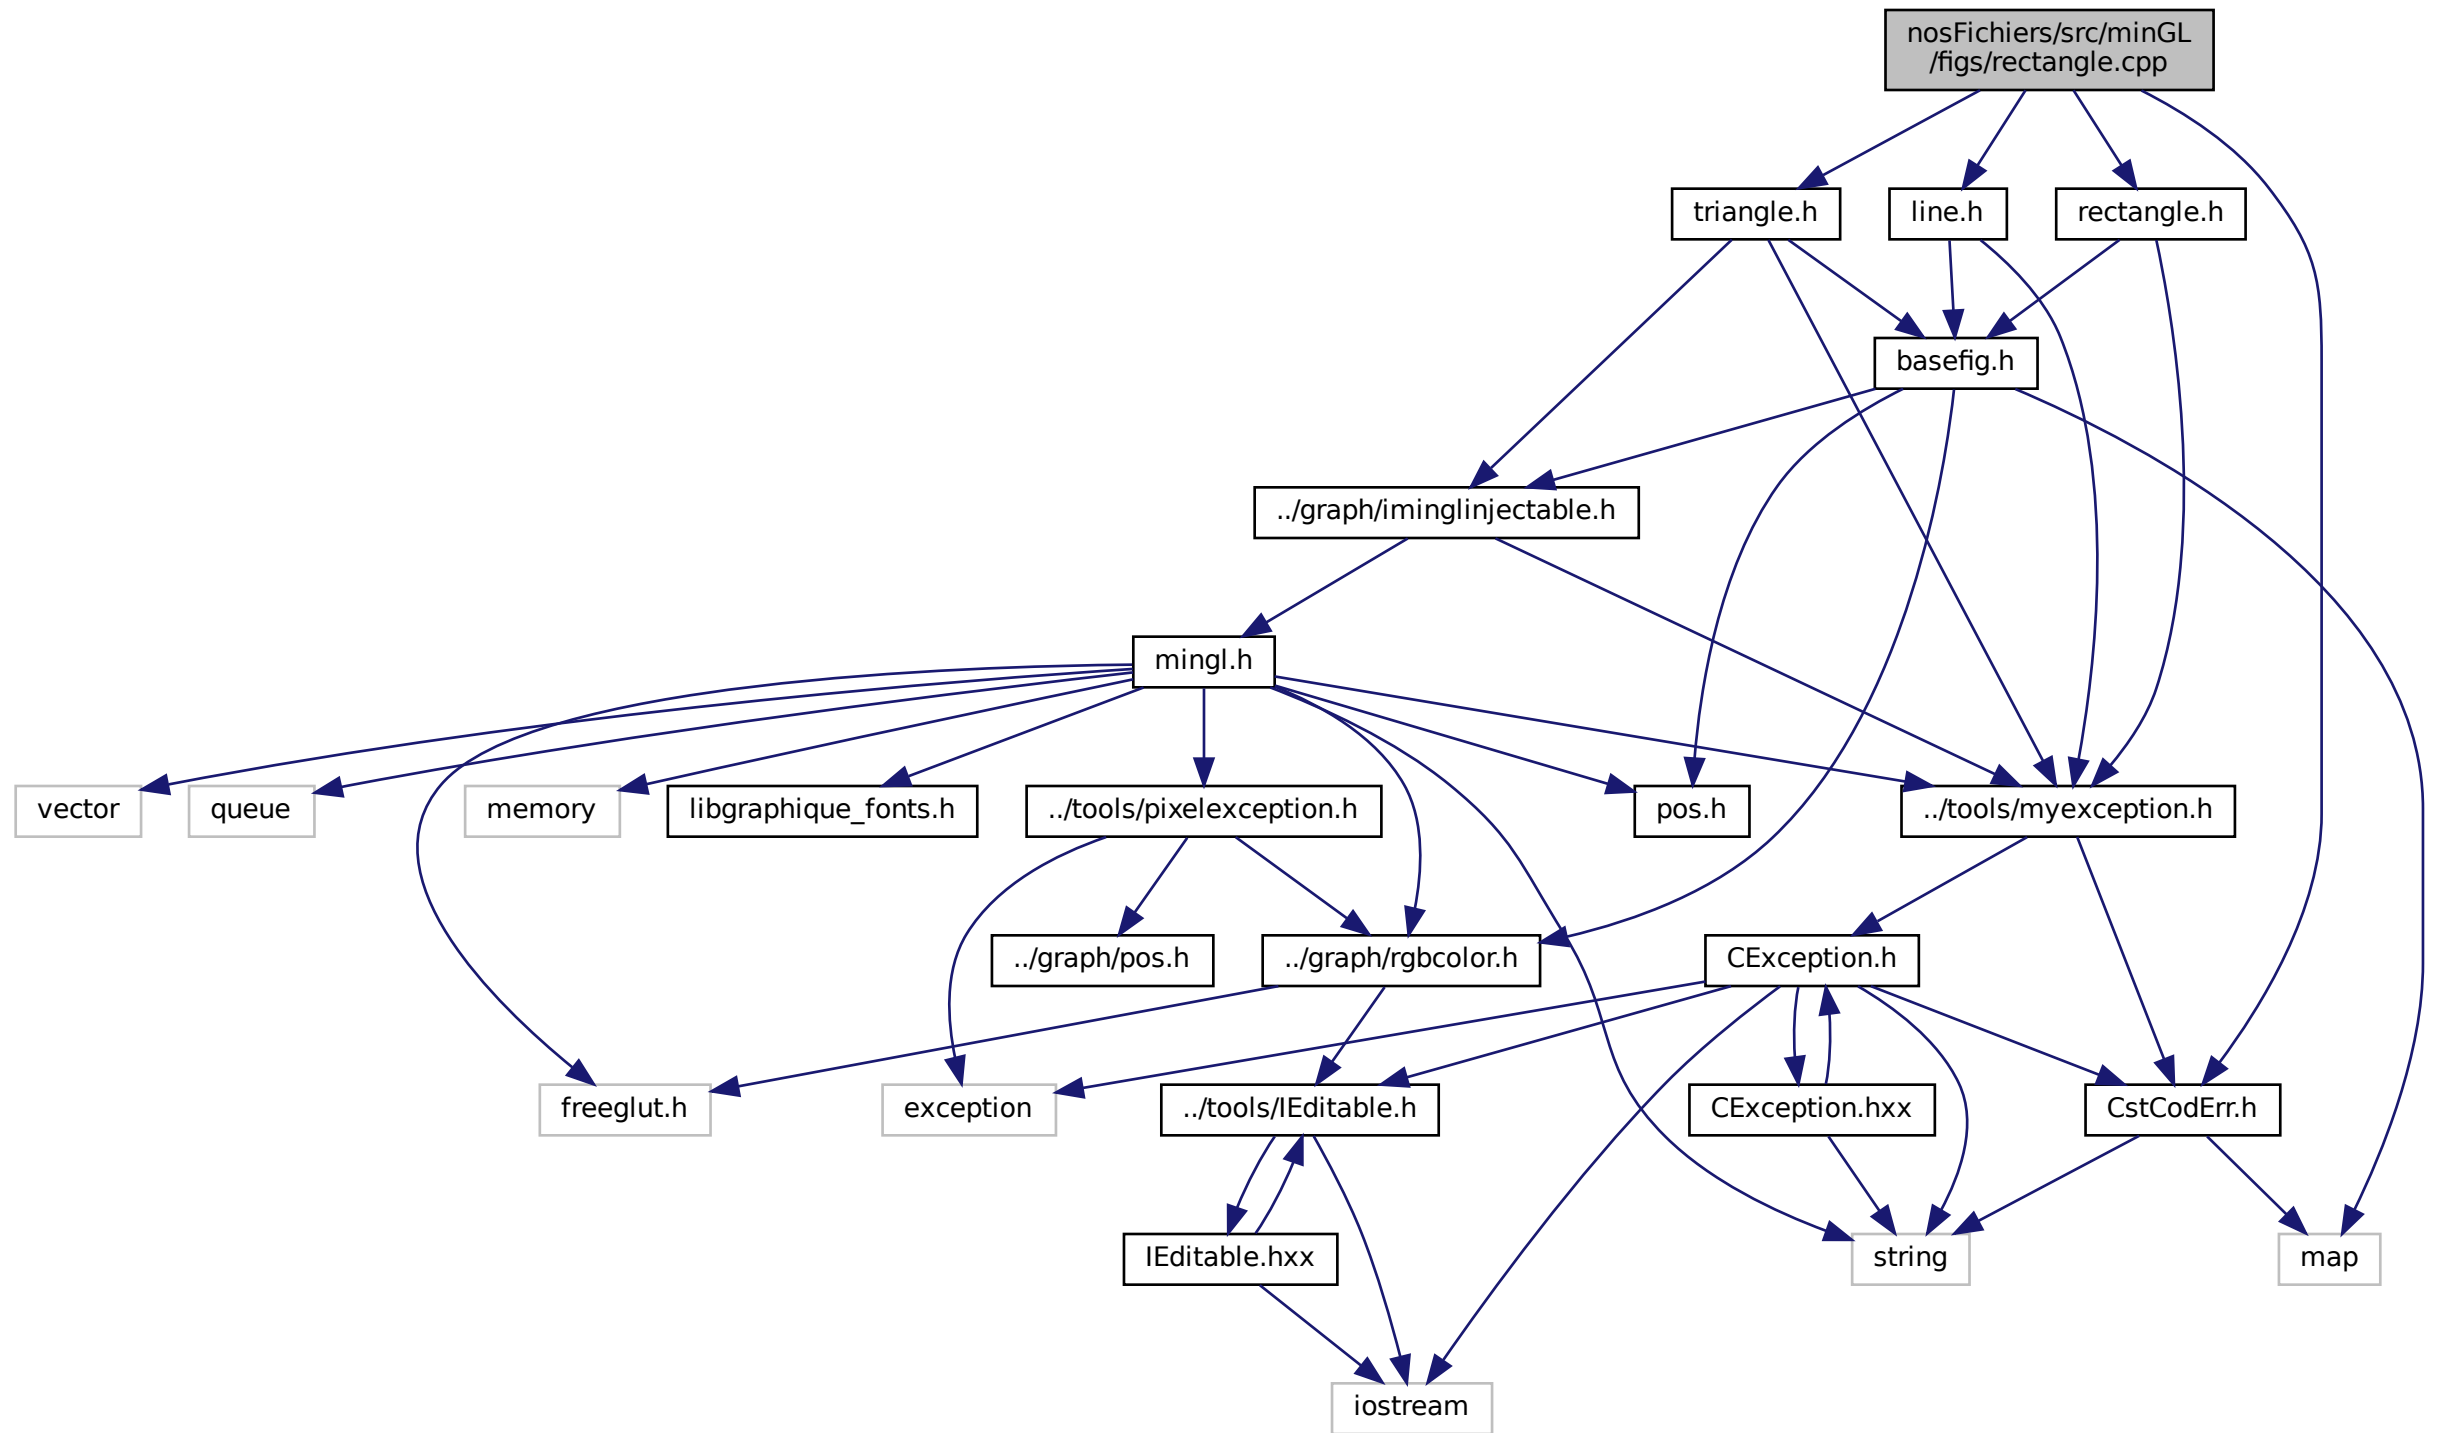 nosFichiers/src/minGL
/figs/rectangle.cpp
triangle.h
line.h
rectangle.h
basefig.h
../graph/iminglinjectable.h
mingl.h
vector
queue
memory
libgraphique_fonts.h
../tools/pixelexception.h
pos.h
../tools/myexception.h
../graph/pos.h
../graph/rgbcolor.h
CException.h
freeglut.h
exception
../tools/IEditable.h
CException.hxx
CstCodErr.h
IEditable.hxx
string
map
iostream